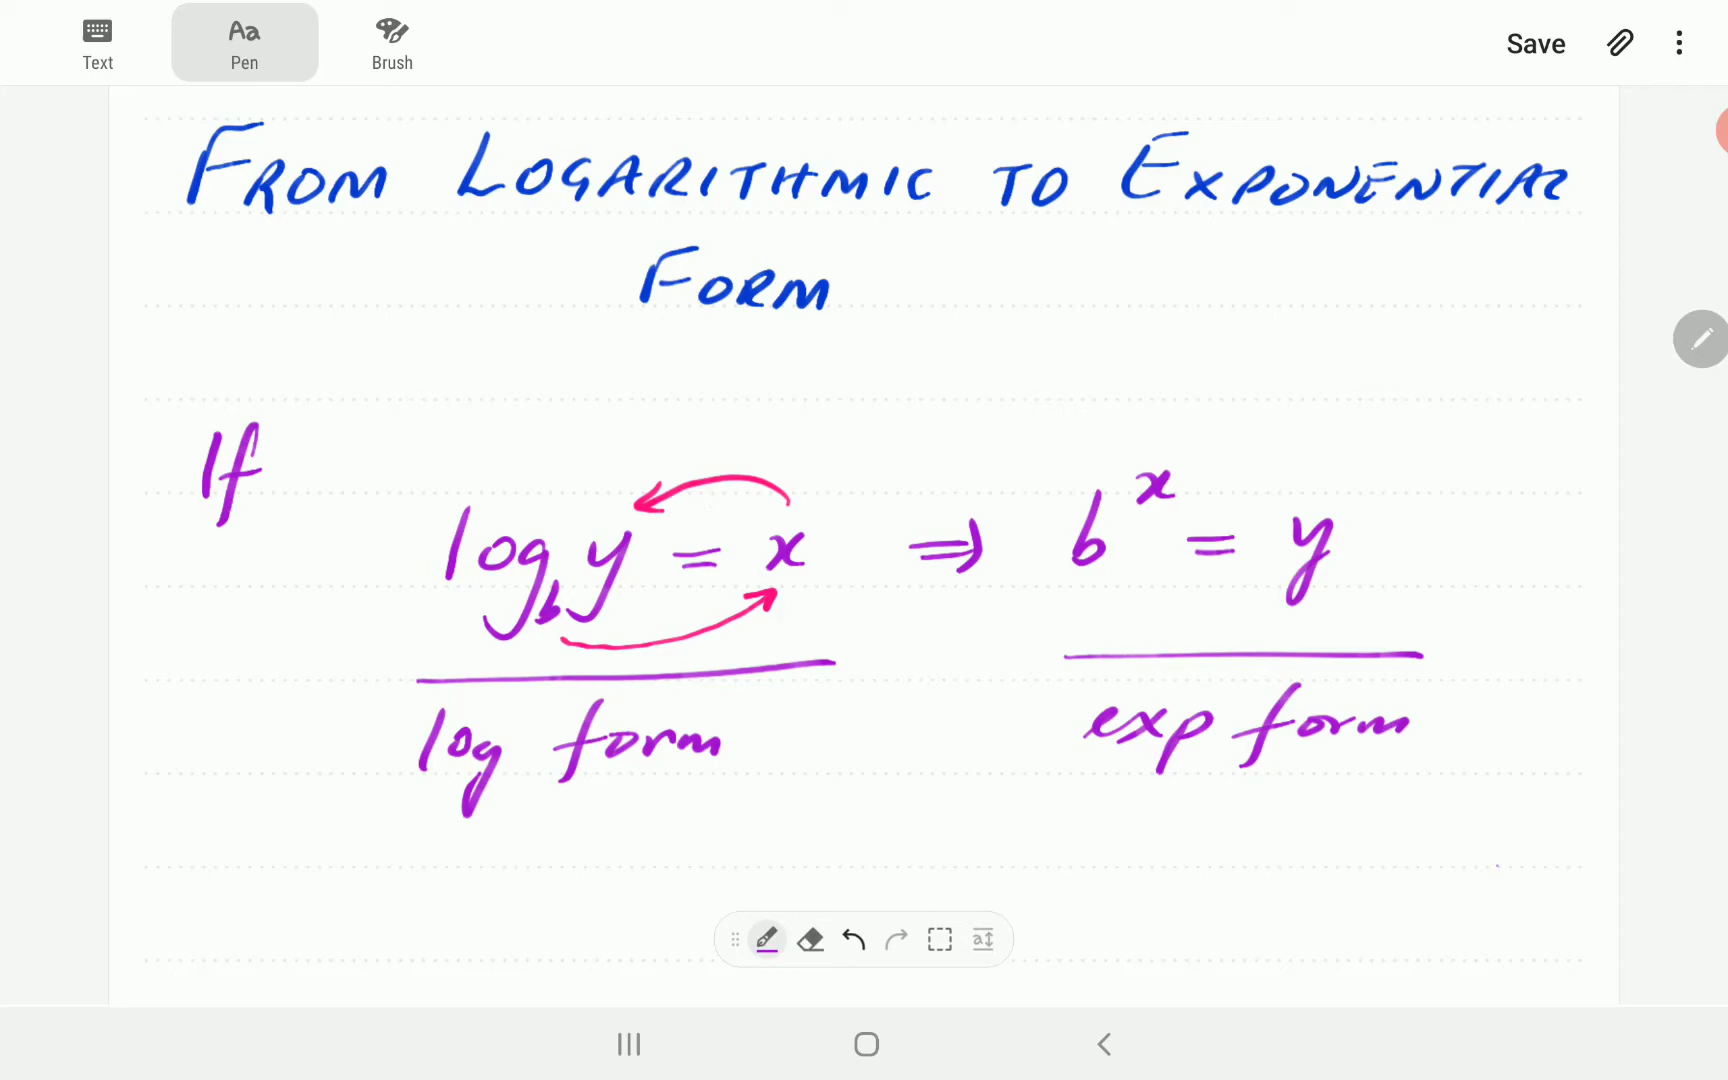 Text Pen Brush Save
FROM LOGARITHMIC TO EXPONENTIAL
FORM
If
log_b y = x ⇒ b^x = y
log form exp form